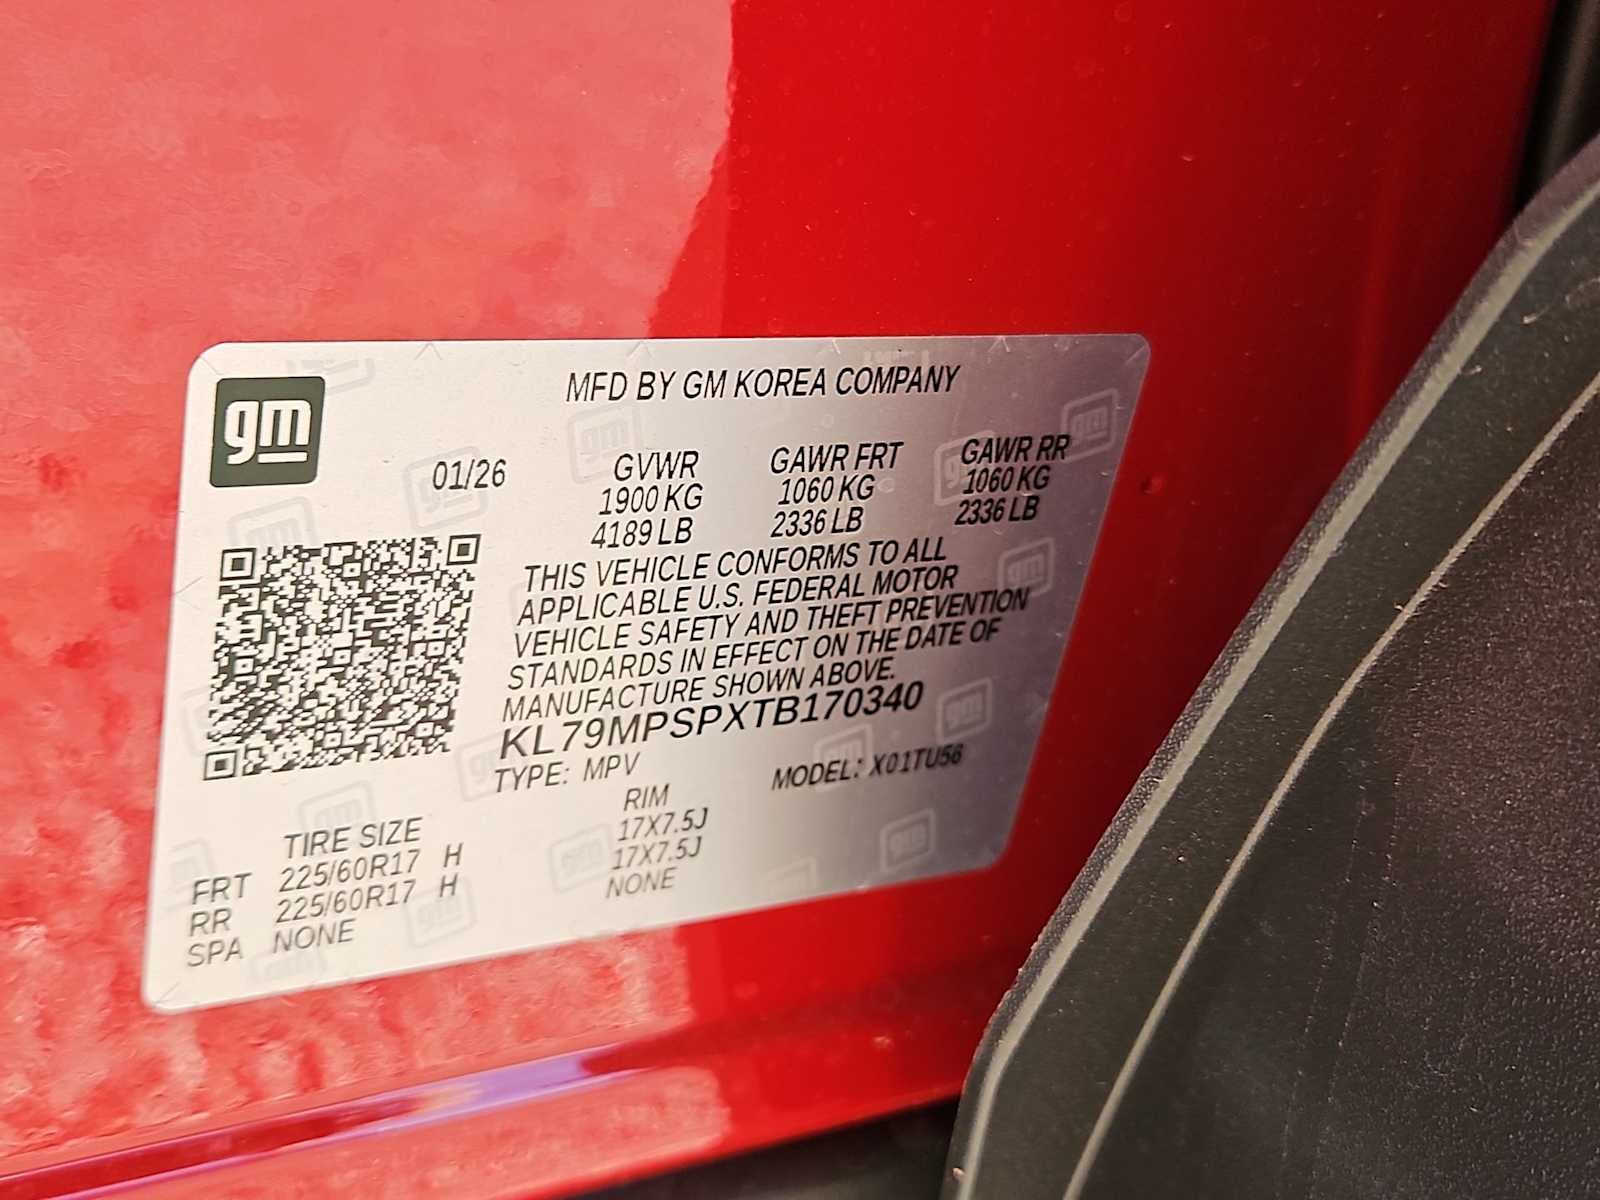 gm
MFD BY GM KOREA COMPANY
01/26
GVWR GAWR FRT GAWR RR
1900 KG 1060 KG 1060 KG
4189 LB 2336 LB 2336 LB
THIS VEHICLE CONFORMS TO ALL
APPLICABLE U.S. FEDERAL MOTOR
VEHICLE SAFETY AND THEFT PREVENTION
STANDARDS IN EFFECT ON THE DATE OF
MANUFACTURE SHOWN ABOVE.
KL79MPSPXTB170340
TYPE: MPV MODEL: X01TU56
TIRE SIZE RIM
FRT 225/60R17 H 17X7.5J
RR 225/60R17 H 17X7.5J
SPA NONE NONE